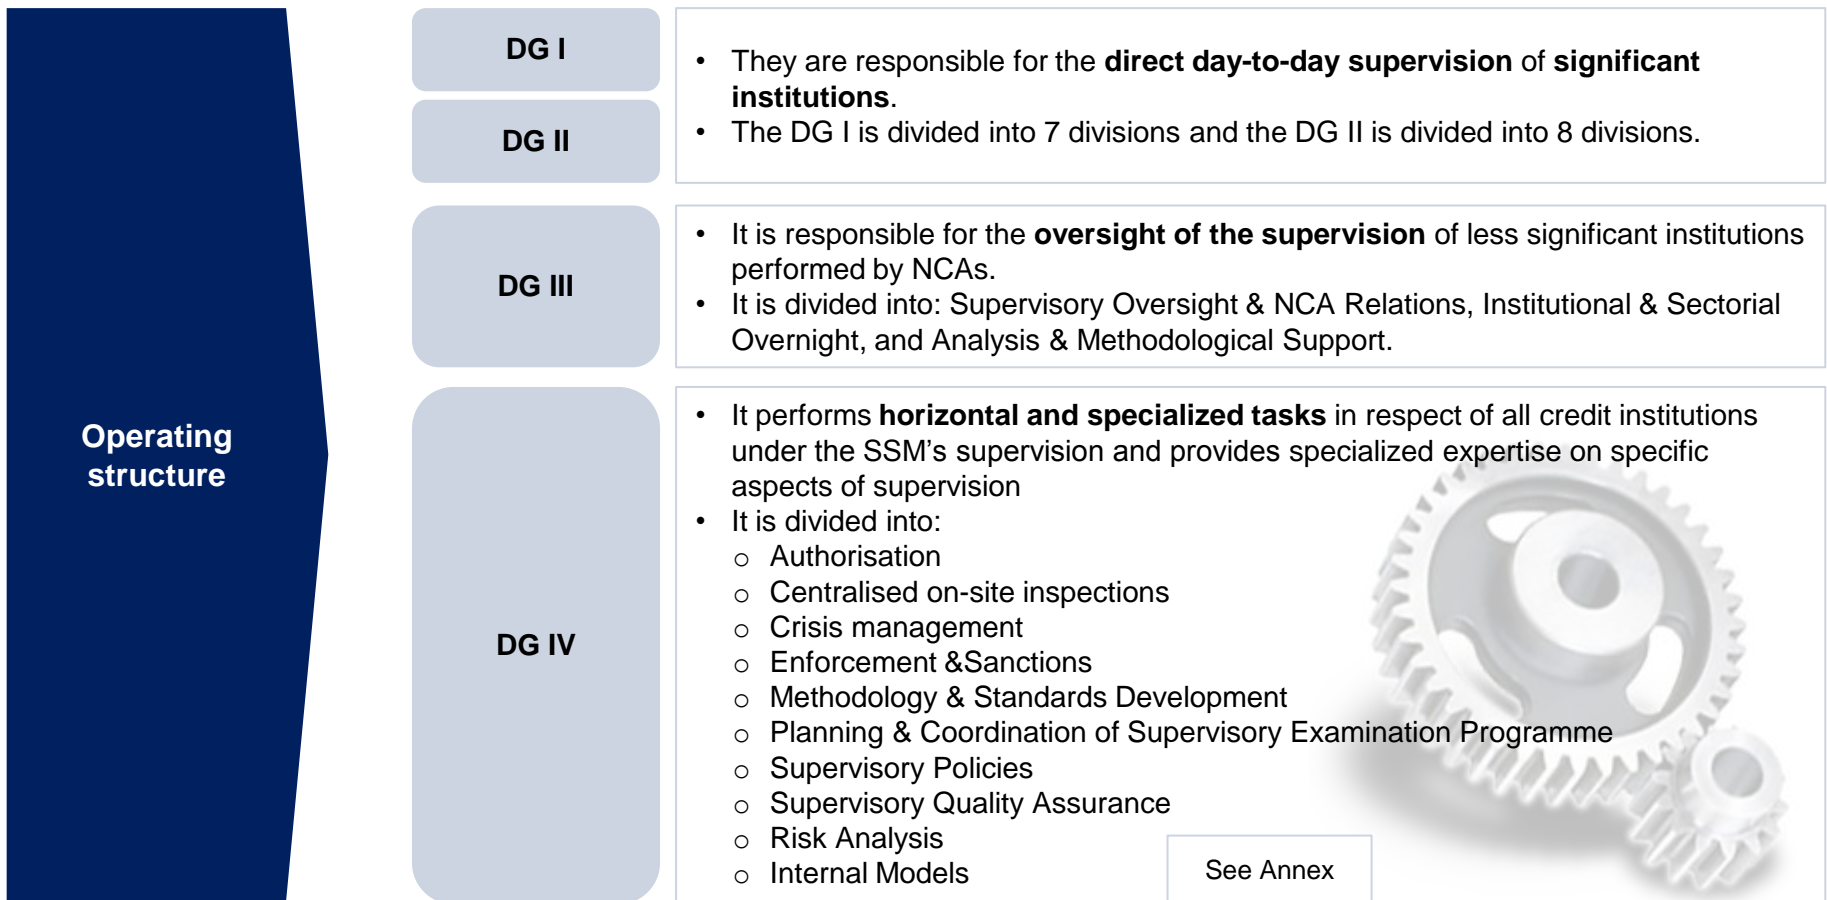 Operating
structure
DG I
DG II
• They are responsible for the direct day-to-day supervision of significant
institutions.
• The DG I is divided into 7 divisions and the DG II is divided into 8 divisions.
DG III
• It is responsible for the oversight of the supervision of less significant institutions
performed by NCAs.
• It is divided into: Supervisory Oversight & NCA Relations, Institutional & Sectorial
Overnight, and Analysis & Methodological Support.
DG IV
• It performs horizontal and specialized tasks in respect of all credit institutions
under the SSM's supervision and provides specialized expertise on specific
aspects of supervision
• It is divided into:
o Authorisation
o Centralised on-site inspections
o Crisis management
o Enforcement &Sanctions
o Methodology & Standards Development
o Planning & Coordination of Supervisory Examination Programme
o Supervisory Policies
o Supervisory Quality Assurance
o Risk Analysis
o Internal Models
See Annex